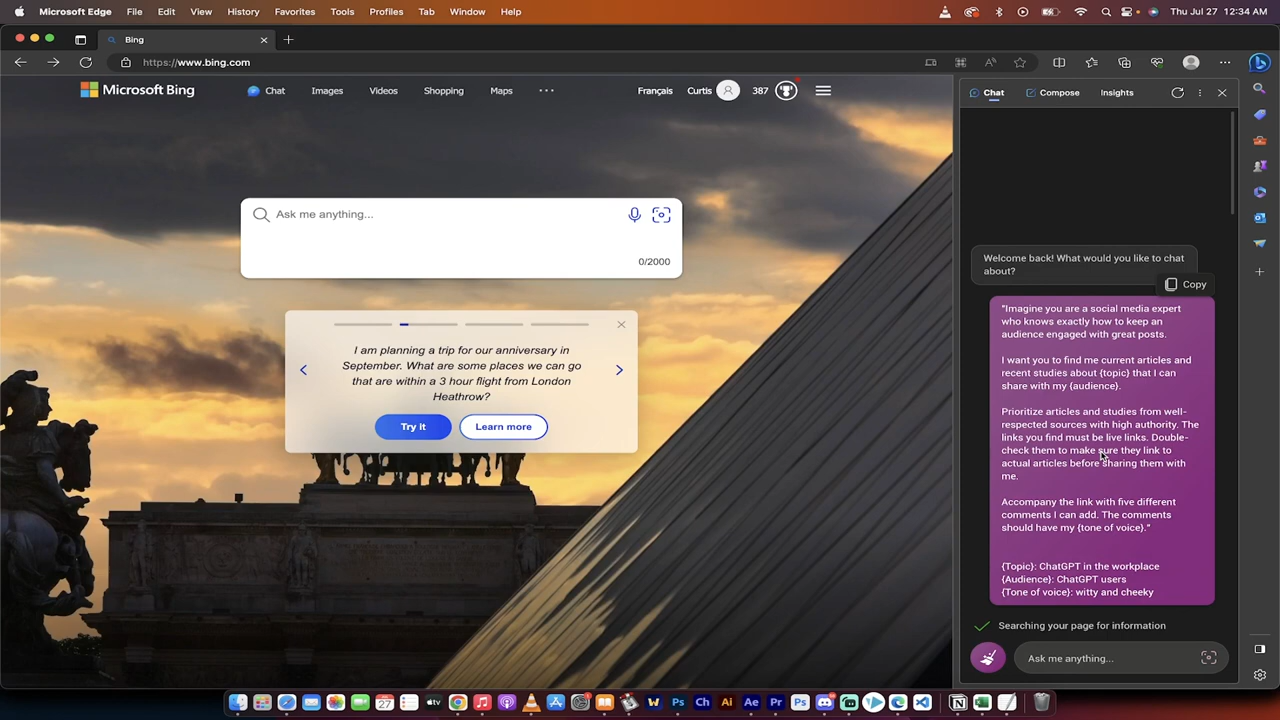 Microsoft Edge File Edit View History Favorites Tools Profiles Tab Window Help Thu Jul 27 12:34 AM
Bing
https://www.bing.com
Microsoft Bing Chat Images Videos Shopping Maps Français Curtis 387
Ask me anything...
0/2000
I am planning a trip for our anniversary in
September. What are some places we can go
that are within a 3 hour flight from London
Heathrow?
Try it Learn more
Chat Compose Insights
Welcome back! What would you like to chat
about?
Copy
"Imagine you are a social media expert
who knows exactly how to keep an
audience engaged with great posts.
I want you to find me current articles and
recent studies about {topic} that I can
share with my {audience}.
Prioritize articles and studies from well-
respected sources with high authority. The
links you find must be live links. Double-
check them to make sure they link to
actual articles before sharing them with
me.
Accompany the link with five different
comments I can add. The comments
should have my {tone of voice}."
{Topic}: ChatGPT in the workplace
{Audience}: ChatGPT users
{Tone of voice}: witty and cheeky
Searching your page for information
Ask me anything...